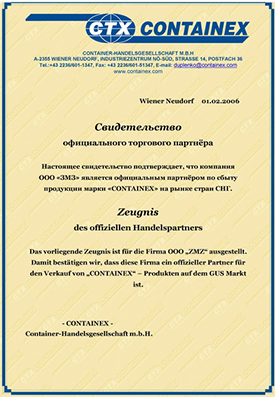 CTX CONTAINEX
CONTAINER-HANDELSGESELLSCHAFT M.B.H
A-2355 WIENER NEUDORF, INDUSTRIEZENTRUM NÖ-SÜD, STRASSE 14, POSTFACH 36
Tel.:+43 2236/601-1347, Fax: +43 2236/601-51347, E-mail: duplenko@containex.com
www.containex.com
Wiener Neudorf 01.02.2006
Свидетельство
официального торгового партнёра
Настоящее свидетельство подтверждает, что компания
ООО «ЗМЗ» является официальным партнёром по сбыту
продукции марки «CONTAINEX» на рынке стран СНГ.
Zeugnis
des offiziellen Handelspartners
Das vorliegende Zeugnis ist für die Firma OOO „ZMZ“ ausgestellt.
Damit bestätigen wir, dass diese Firma ein offizieller Partner für
den Verkauf von „CONTAINEX“ – Produkten auf dem GUS Markt
ist.
- CONTAINEX -
Container-Handelsgesellschaft m.b.H.